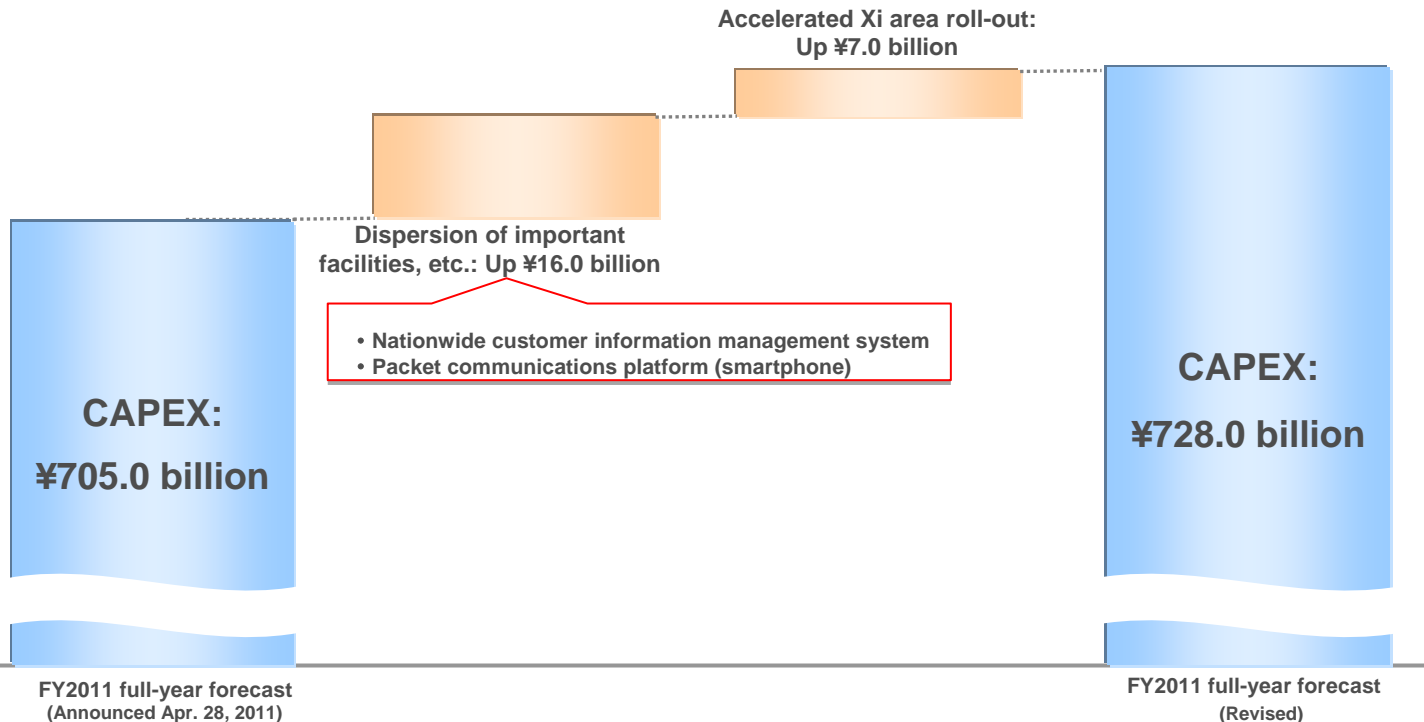 Accelerated Xi area roll-out:
Up ¥7.0 billion
Dispersion of important
facilities, etc.: Up ¥16.0 billion
• Nationwide customer information management system
• Packet communications platform (smartphone)
CAPEX:
¥705.0 billion
CAPEX:
¥728.0 billion
FY2011 full-year forecast
(Announced Apr. 28, 2011)
FY2011 full-year forecast
(Revised)